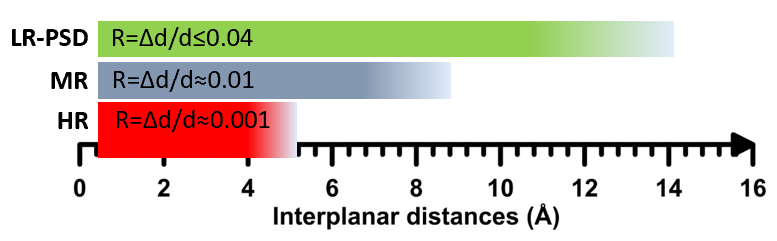 LR-PSD R=Δd/d≤0.04
MR R=Δd/d≈0.01
HR R=Δd/d≈0.001
0 2 4 6 8 10 12 14 16
Interplanar distances (Å)